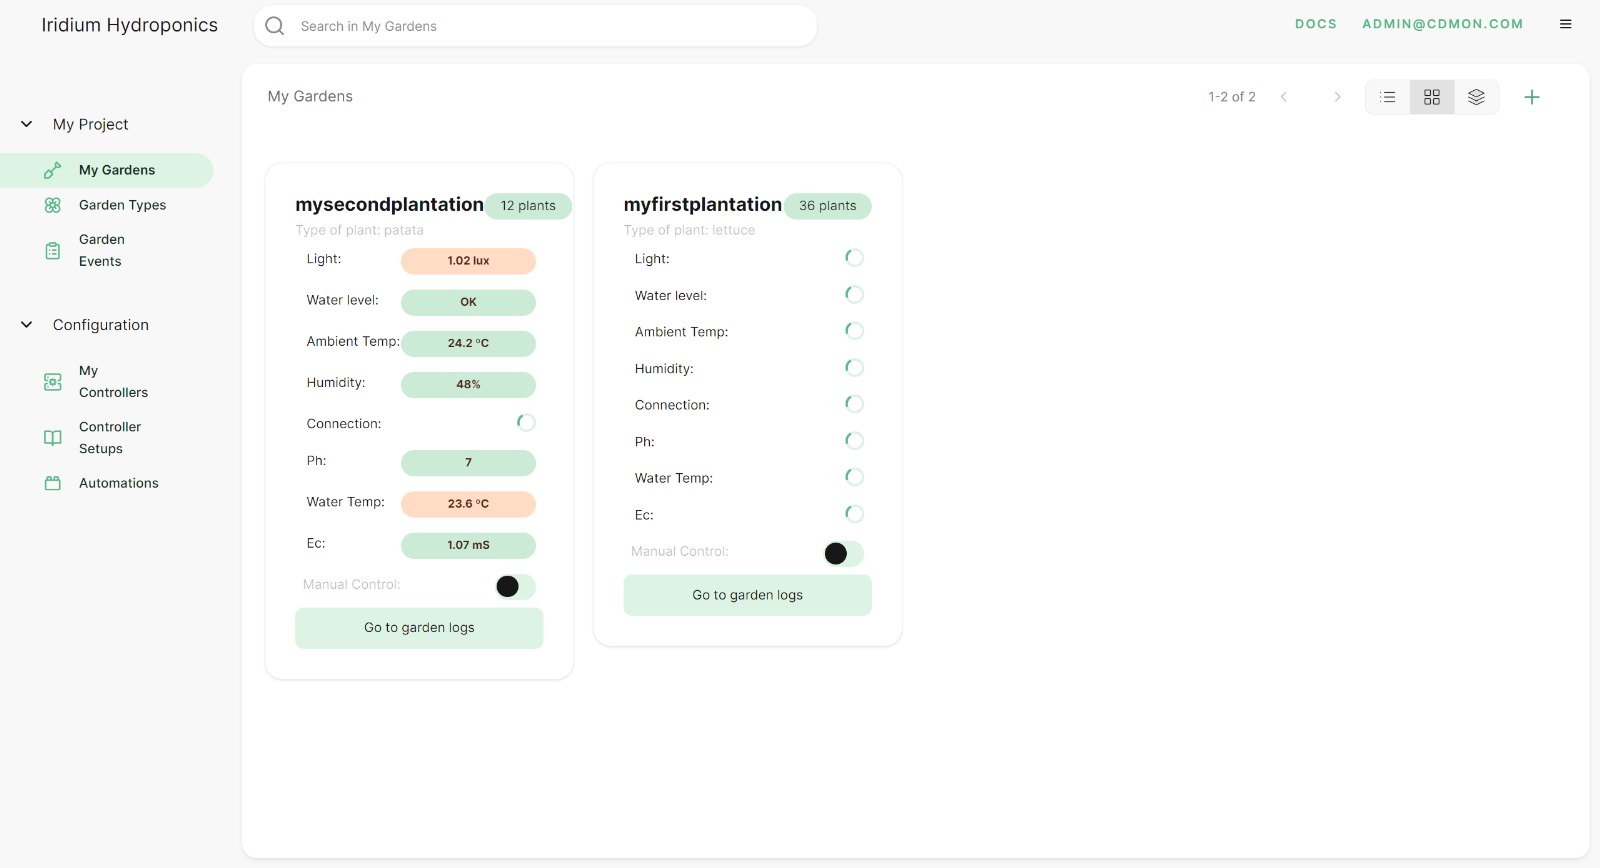 Iridium Hydroponics
Search in My Gardens
DOCS
ADMIN@CDMON.COM
My Project
My Gardens
Garden Types
Garden
Events
Configuration
My
Controllers
Controller
Setups
Automations
My Gardens
1-2 of 2
mysecondplantation
12 plants
Type of plant: patata
Light:
1.02 lux
Water level:
OK
Ambient Temp:
24.2 ºC
Humidity:
48%
Connection:
Ph:
7
Water Temp:
23.6 ºC
Ec:
1.07 mS
Manual Control:
Go to garden logs
myfirstplantation
36 plants
Type of plant: lettuce
Light:
Water level:
Ambient Temp:
Humidity:
Connection:
Ph:
Water Temp:
Ec:
Manual Control:
Go to garden logs